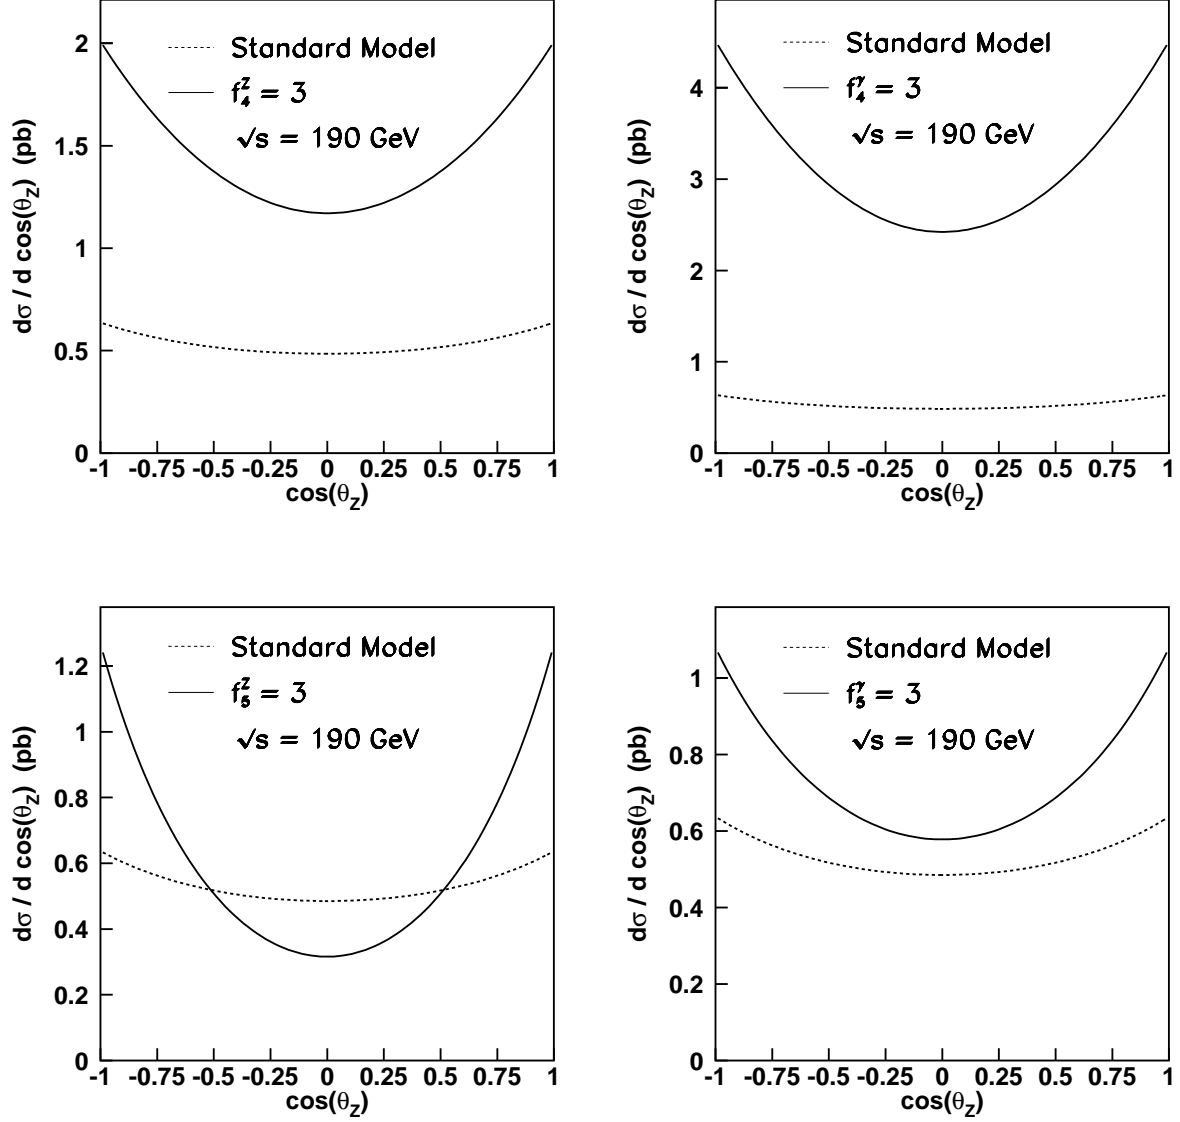 dσ / d cos(θ_Z) (pb)
2
1.5
1
0.5
0
Standard Model
f_4^Z = 3
√s = 190 GeV
-1 -0.75 -0.5 -0.25 0 0.25 0.5 0.75 1
cos(θ_Z)
dσ / d cos(θ_Z) (pb)
4
3
2
1
0
Standard Model
f_4^γ = 3
√s = 190 GeV
-1 -0.75 -0.5 -0.25 0 0.25 0.5 0.75 1
cos(θ_Z)
dσ / d cos(θ_Z) (pb)
1.2
1
0.8
0.6
0.4
0.2
0
Standard Model
f_5^Z = 3
√s = 190 GeV
-1 -0.75 -0.5 -0.25 0 0.25 0.5 0.75 1
cos(θ_Z)
dσ / d cos(θ_Z) (pb)
1
0.8
0.6
0.4
0.2
0
Standard Model
f_5^γ = 3
√s = 190 GeV
-1 -0.75 -0.5 -0.25 0 0.25 0.5 0.75 1
cos(θ_Z)